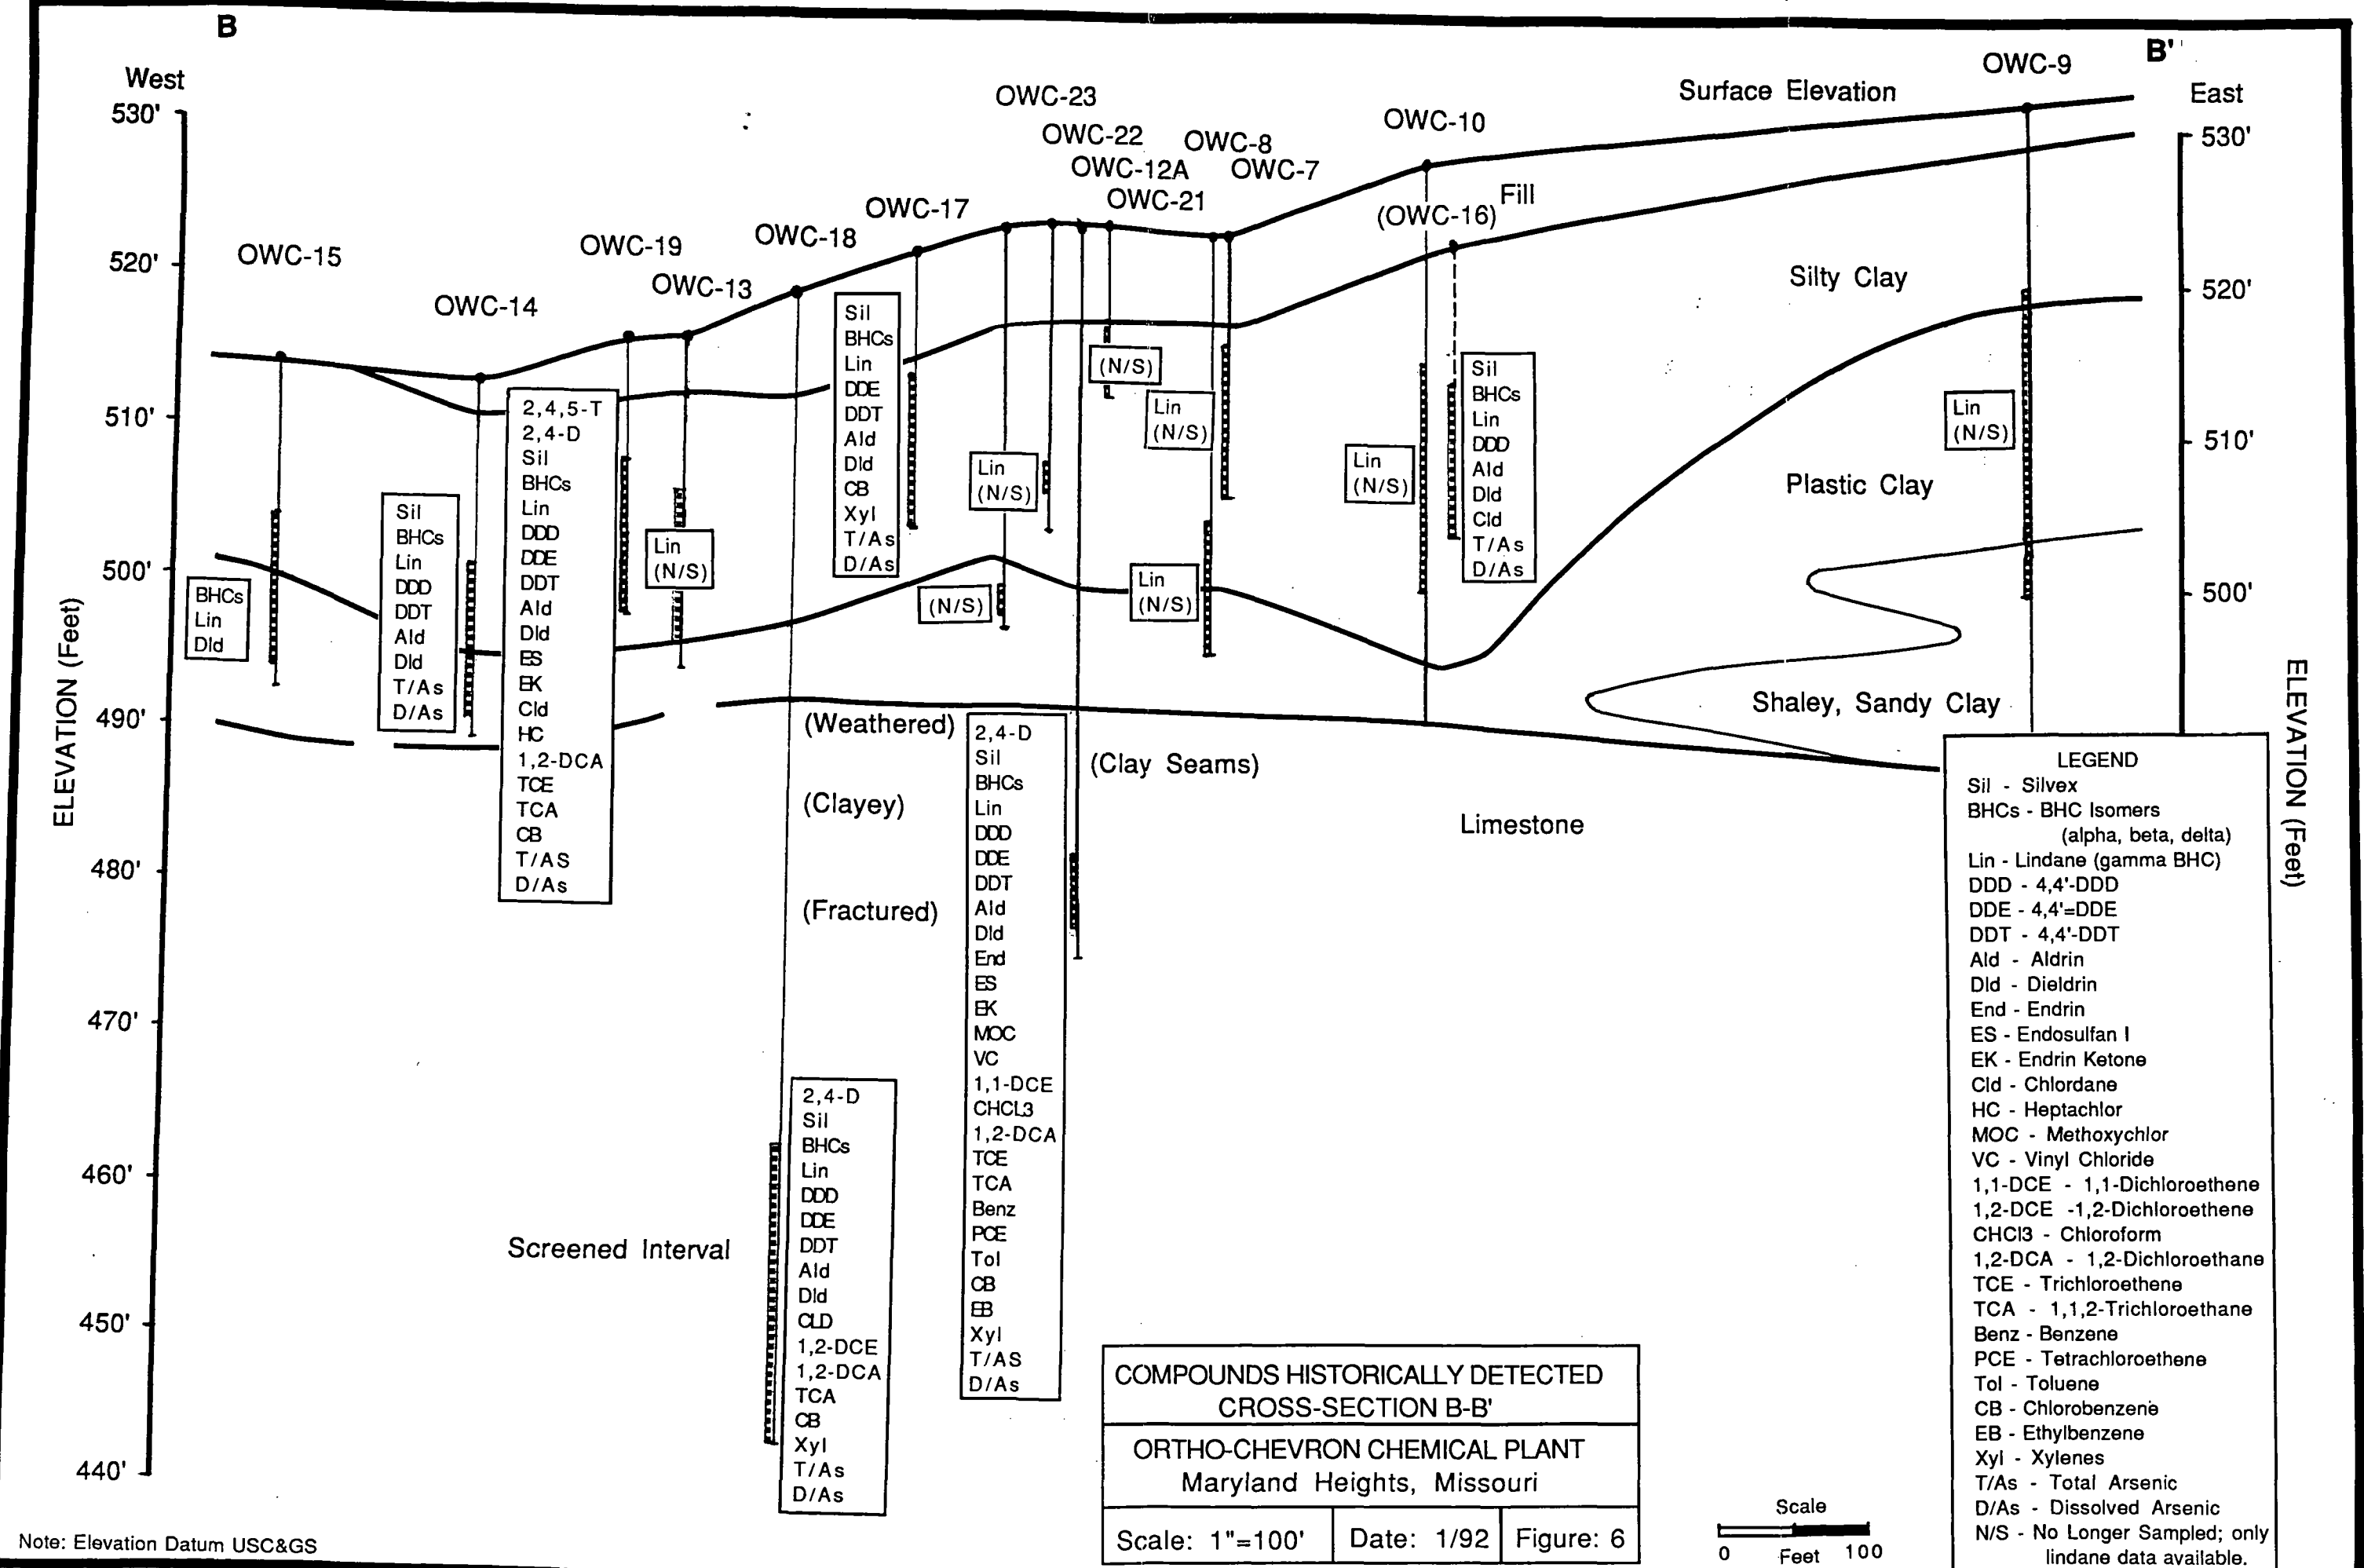 B
B'
West
East
OWC-9
Surface Elevation
OWC-23
OWC-22
OWC-8
OWC-10
OWC-12A
OWC-7
OWC-21
OWC-17
OWC-18
(OWC-16)
Fill
OWC-15
OWC-19
OWC-13
OWC-14
Silty Clay
Plastic Clay
Shaley, Sandy Clay
(Weathered)
(Clay Seams)
(Clayey)
Limestone
(Fractured)
Screened Interval
ELEVATION (Feet)
530'
520'
510'
500'
490'
480'
470'
460'
450'
440'
ELEVATION (Feet)
530'
520'
510'
500'
BHCs
Lin
Dld
Sil
BHCs
Lin
DDD
DDT
Ald
Dld
T/As
D/As
2,4,5-T
2,4-D
Sil
BHCs
Lin
DDD
DDE
DDT
Ald
Dld
ES
EK
Cld
HC
1,2-DCA
TCE
TCA
CB
T/AS
D/As
Lin
(N/S)
2,4-D
Sil
BHCs
Lin
DDD
DDE
DDT
Ald
Dld
CLD
1,2-DCE
1,2-DCA
TCA
CB
Xyl
T/As
D/As
Sil
BHCs
Lin
DDE
DDT
Ald
Dld
CB
Xyl
T/As
D/As
(N/S)
Lin
(N/S)
2,4-D
Sil
BHCs
Lin
DDD
DDE
DDT
Ald
Dld
End
ES
EK
MOC
VC
1,1-DCE
CHCL3
1,2-DCA
TCE
TCA
Benz
PCE
Tol
CB
EB
Xyl
T/AS
D/As
(N/S)
Lin
(N/S)
Lin
(N/S)
Lin
(N/S)
Sil
BHCs
Lin
DDD
Ald
Dld
Cld
T/As
D/As
Lin
(N/S)
LEGEND
Sil - Silvex
BHCs - BHC Isomers
(alpha, beta, delta)
Lin - Lindane (gamma BHC)
DDD - 4,4'-DDD
DDE - 4,4'=DDE
DDT - 4,4'-DDT
Ald - Aldrin
Dld - Dieldrin
End - Endrin
ES - Endosulfan I
EK - Endrin Ketone
Cld - Chlordane
HC - Heptachlor
MOC - Methoxychlor
VC - Vinyl Chloride
1,1-DCE - 1,1-Dichloroethene
1,2-DCE -1,2-Dichloroethene
CHCl3 - Chloroform
1,2-DCA - 1,2-Dichloroethane
TCE - Trichloroethene
TCA - 1,1,2-Trichloroethane
Benz - Benzene
PCE - Tetrachloroethene
Tol - Toluene
CB - Chlorobenzene
EB - Ethylbenzene
Xyl - Xylenes
T/As - Total Arsenic
D/As - Dissolved Arsenic
N/S - No Longer Sampled; only
lindane data available.
COMPOUNDS HISTORICALLY DETECTED
CROSS-SECTION B-B'
ORTHO-CHEVRON CHEMICAL PLANT
Maryland Heights, Missouri
Scale: 1"=100'
Date: 1/92
Figure: 6
Scale
0 Feet 100
Note: Elevation Datum USC&GS